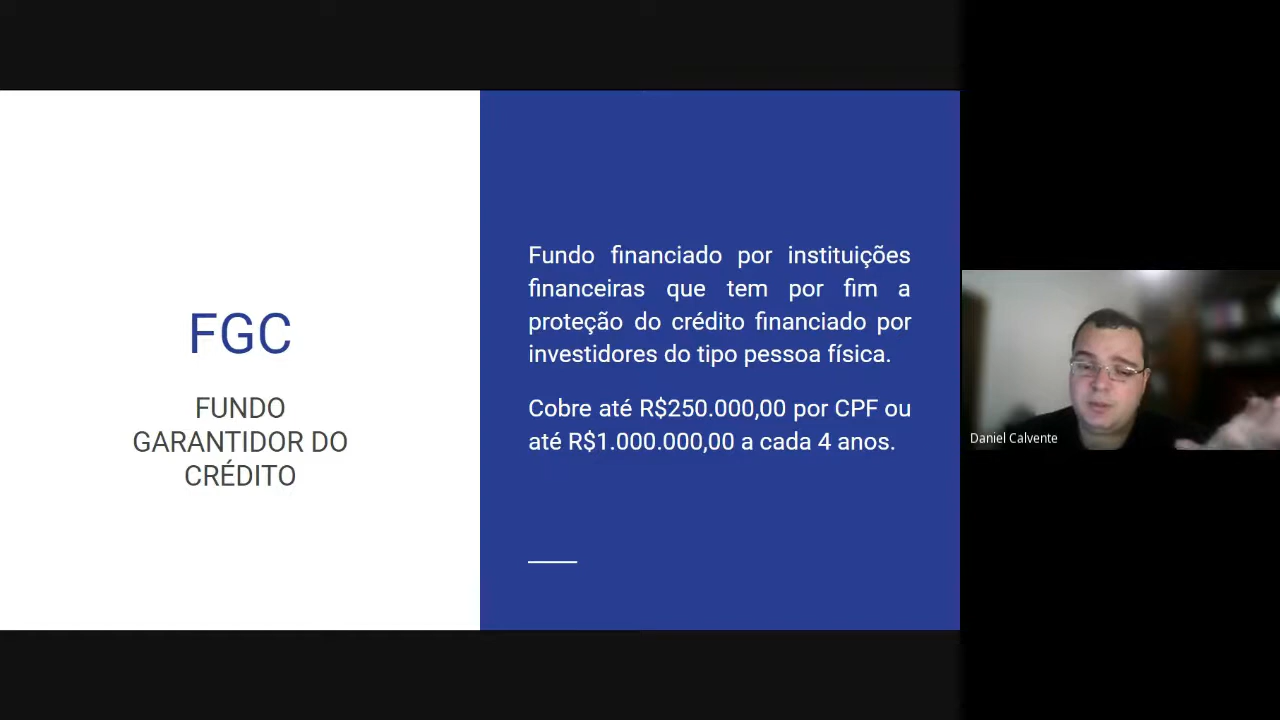 FGC
FUNDO
GARANTIDOR DO
CRÉDITO
Fundo financiado por instituições
financeiras que tem por fim a
proteção do crédito financiado por
investidores do tipo pessoa física.
Cobre até R$250.000,00 por CPF ou
até R$1.000.000,00 a cada 4 anos.
Daniel Calvente